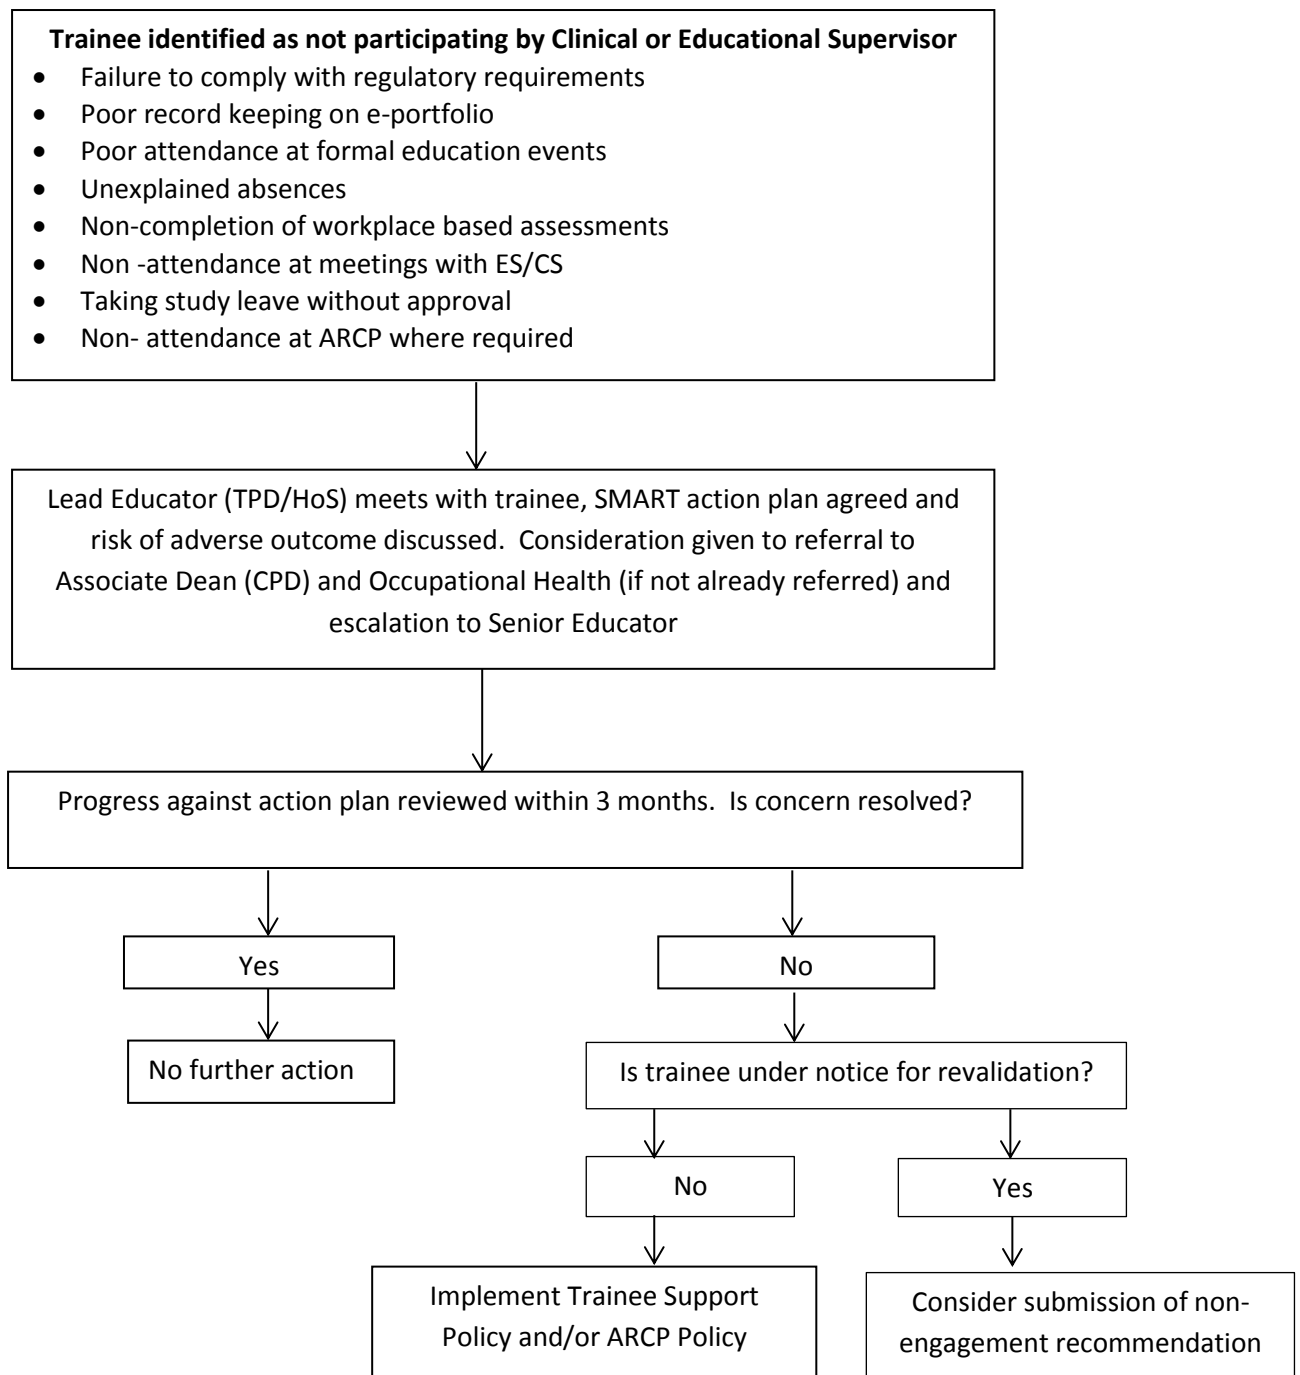 Trainee identified as not participating by Clinical or Educational Supervisor
• Failure to comply with regulatory requirements
• Poor record keeping on e-portfolio
• Poor attendance at formal education events
• Unexplained absences
• Non-completion of workplace based assessments
• Non -attendance at meetings with ES/CS
• Taking study leave without approval
• Non- attendance at ARCP where required
Lead Educator (TPD/HoS) meets with trainee, SMART action plan agreed and
risk of adverse outcome discussed. Consideration given to referral to
Associate Dean (CPD) and Occupational Health (if not already referred) and
escalation to Senior Educator
Progress against action plan reviewed within 3 months. Is concern resolved?
Yes
No
No further action
Is trainee under notice for revalidation?
No
Yes
Implement Trainee Support
Policy and/or ARCP Policy
Consider submission of non-
engagement recommendation